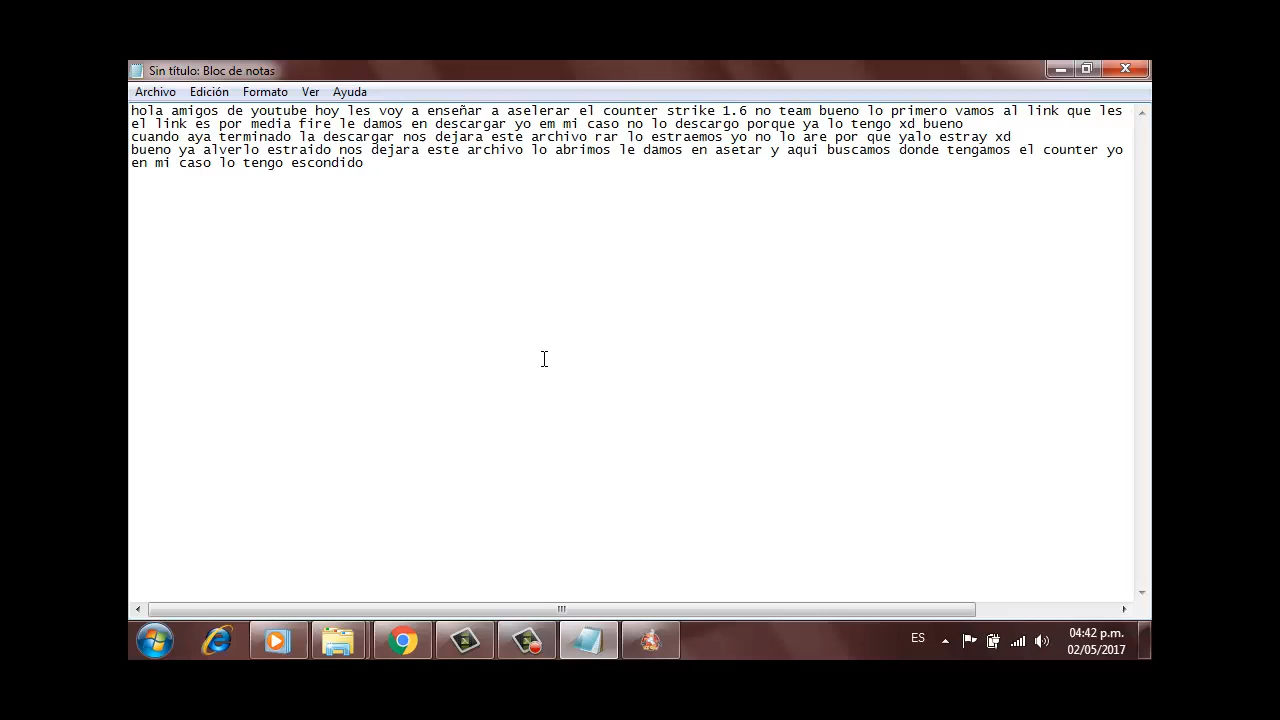 Sin título: Bloc de notas
Archivo Edición Formato Ver Ayuda
hola amigos de youtube hoy les voy a enseñar a aselerar el counter strike 1.6 no team bueno lo primero vamos al link que les
el link es por media fire le damos en descargar yo em mi caso no lo descargo porque ya lo tengo xd bueno
cuando aya terminado la descargar nos dejara este archivo rar lo estraemos yo no lo are por que yalo estray xd
bueno ya alverlo estraido nos dejara este archivo lo abrimos le damos en asetar y aqui buscamos donde tengamos el counter yo
en mi caso lo tengo escondido
ES
04:42 p.m.
02/05/2017